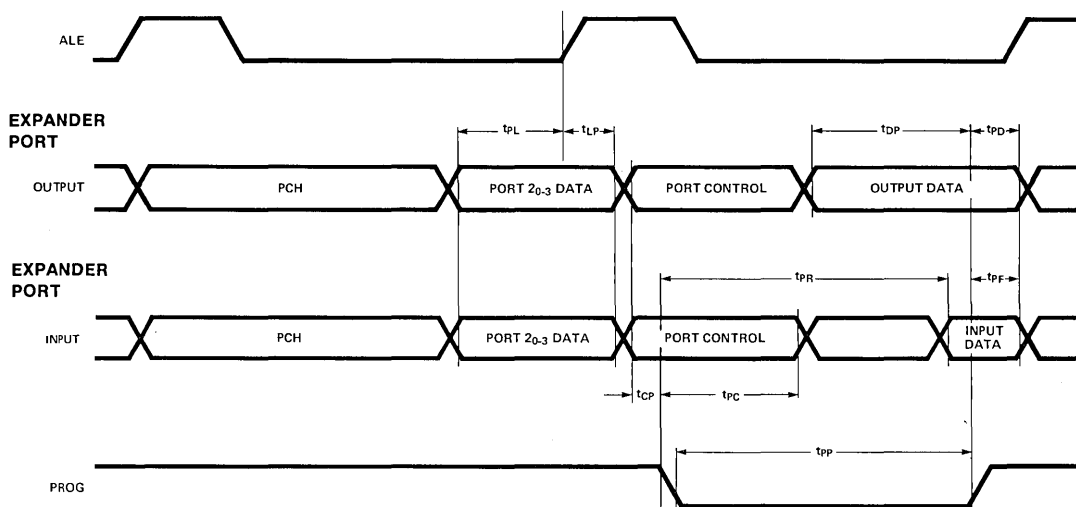 ALE
EXPANDER
PORT
tPL
tLP
tDP
tPD
OUTPUT
PCH
PORT 20-3 DATA
PORT CONTROL
OUTPUT DATA
EXPANDER
PORT
tPR
tPF
INPUT
PCH
PORT 20-3 DATA
PORT CONTROL
INPUT
DATA
tCP
tPC
tPP
PROG